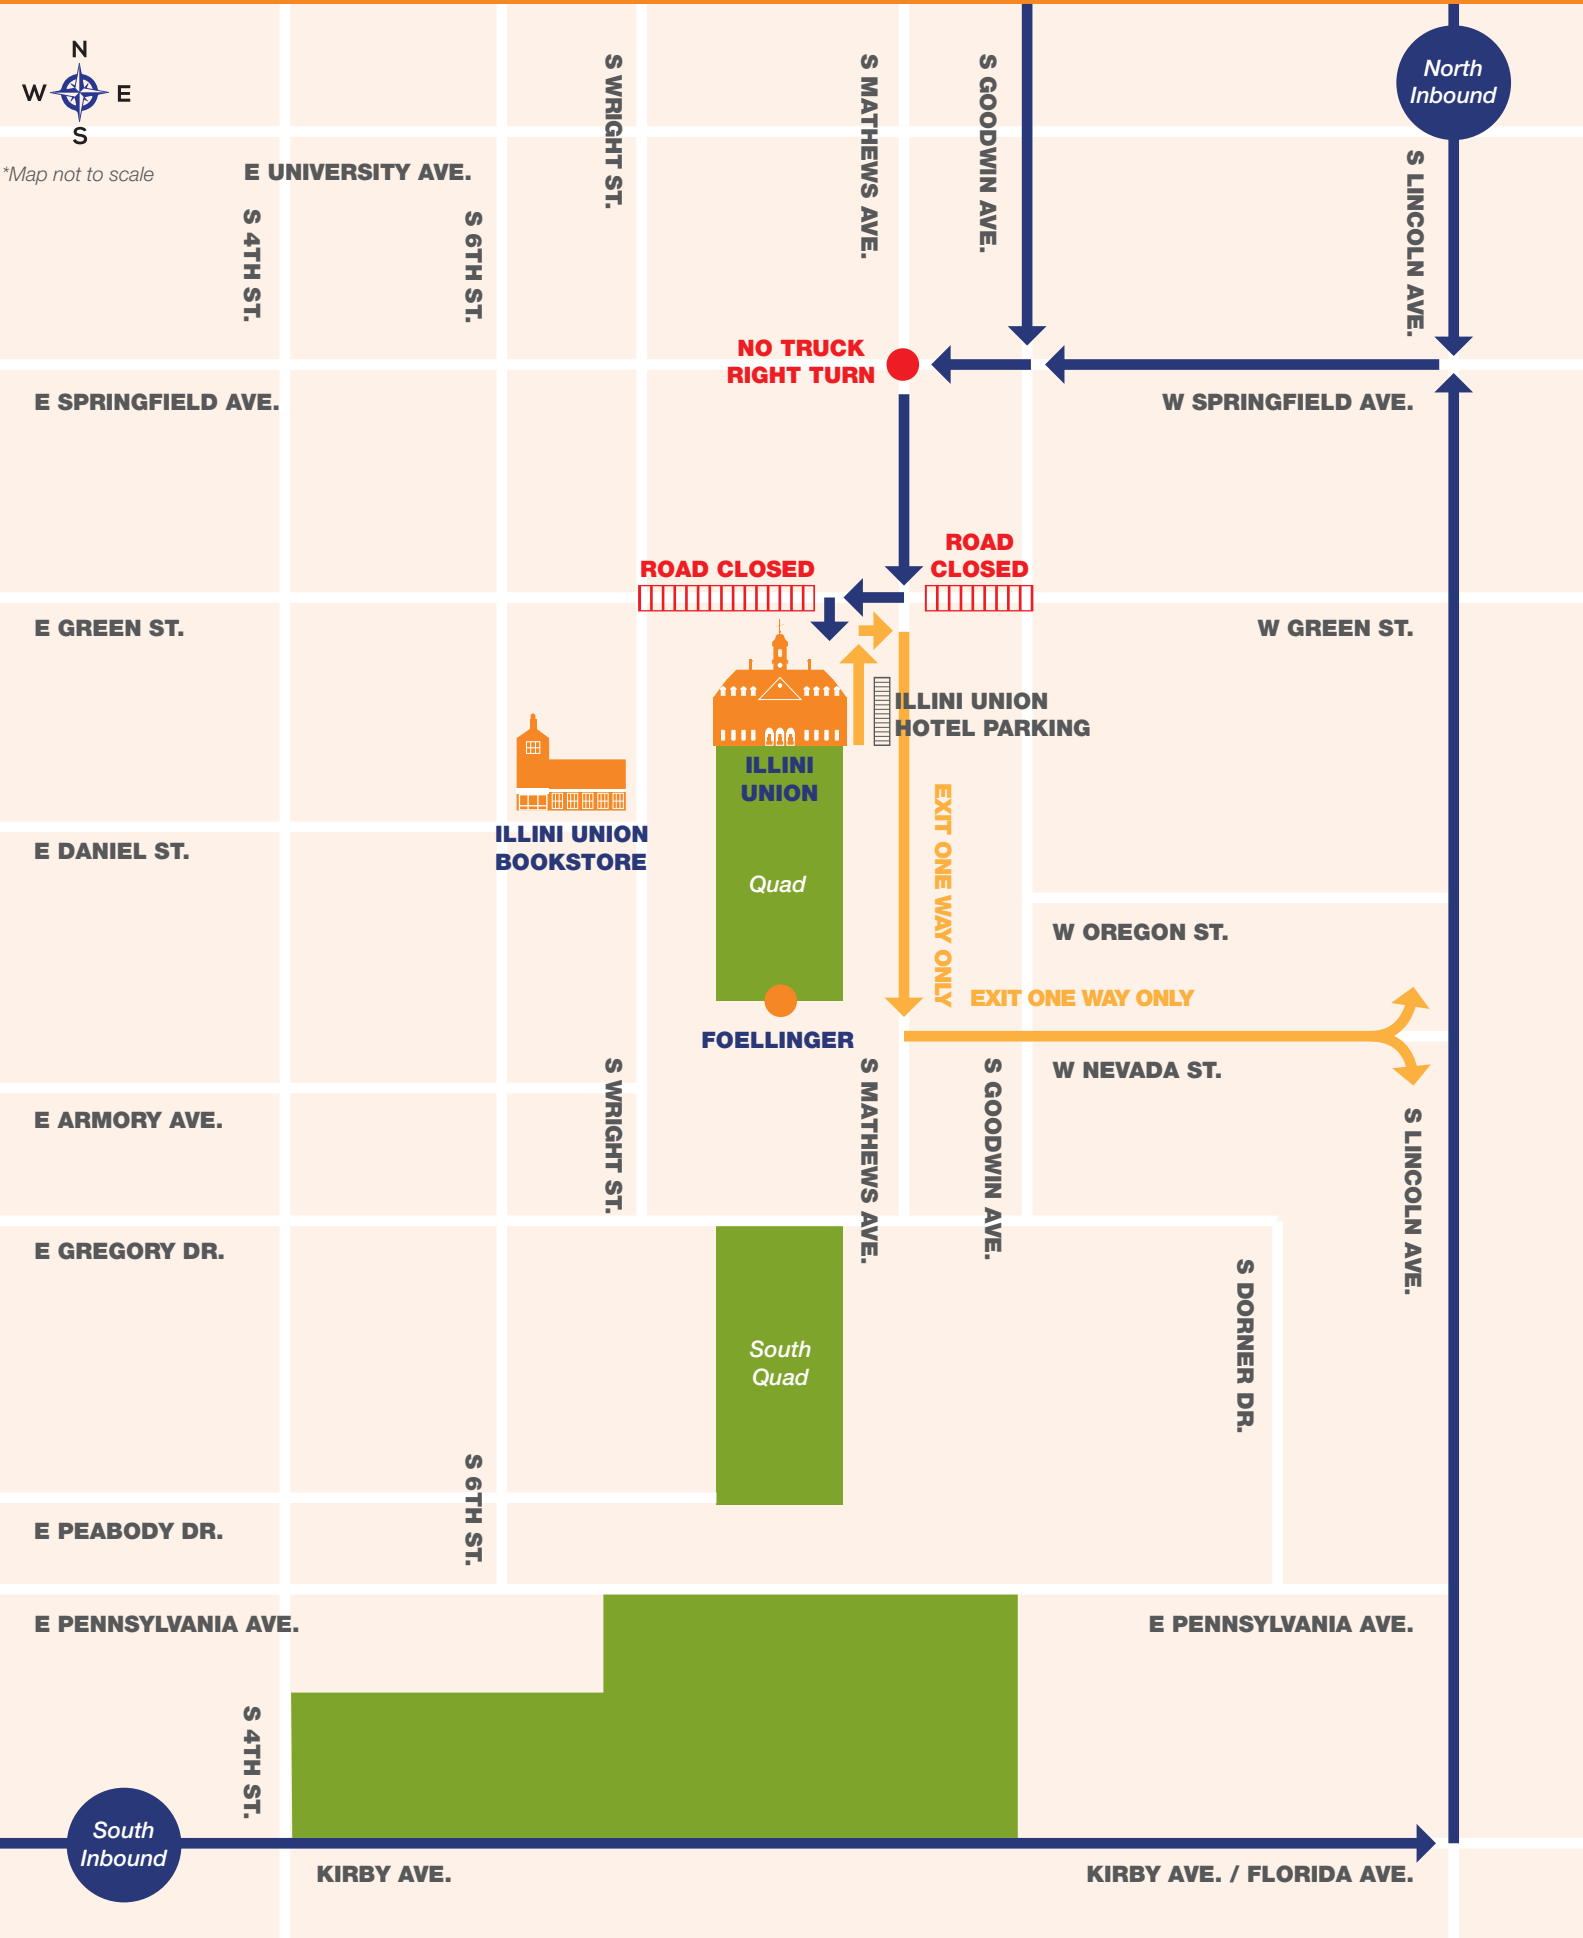 N
W E
S
*Map not to scale
North
Inbound
S WRIGHT ST.
S MATHEWS AVE.
S GOODWIN AVE.
S LINCOLN AVE.
E UNIVERSITY AVE.
S 4TH ST.
S 6TH ST.
NO TRUCK
RIGHT TURN
E SPRINGFIELD AVE.
W SPRINGFIELD AVE.
ROAD CLOSED
ROAD
CLOSED
E GREEN ST.
W GREEN ST.
ILLINI UNION
HOTEL PARKING
ILLINI
UNION
ILLINI UNION
BOOKSTORE
E DANIEL ST.
Quad
EXIT ONE WAY ONLY
W OREGON ST.
EXIT ONE WAY ONLY
FOELLINGER
W NEVADA ST.
S WRIGHT ST.
S MATHEWS AVE.
S GOODWIN AVE.
S LINCOLN AVE.
E ARMORY AVE.
E GREGORY DR.
S DORNER DR.
South
Quad
S 6TH ST.
E PEABODY DR.
E PENNSYLVANIA AVE.
E PENNSYLVANIA AVE.
S 4TH ST.
South
Inbound
KIRBY AVE.
KIRBY AVE. / FLORIDA AVE.